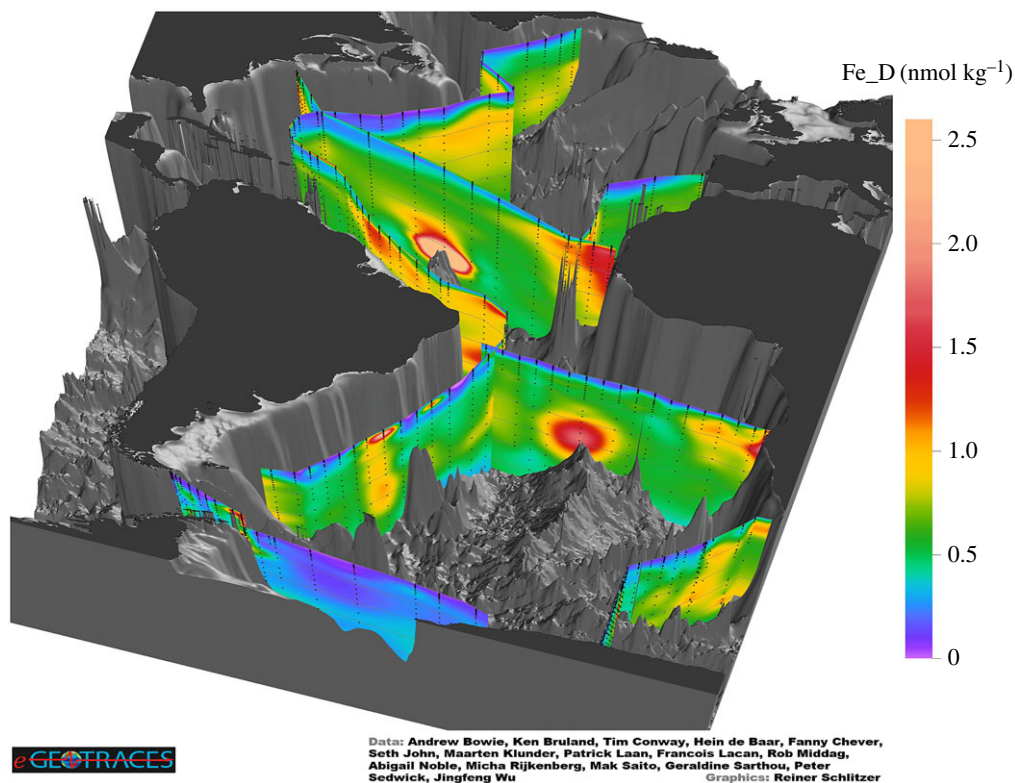 Fe_D (nmol kg⁻¹)
2.5
2.0
1.5
1.0
0.5
0
eGEOTRACES
Data: Andrew Bowie, Ken Bruland, Tim Conway, Hein de Baar, Fanny Chever,
Seth John, Maarten Klunder, Patrick Laan, Francois Lacan, Rob Middag,
Abigail Noble, Micha Rijkenberg, Mak Saito, Geraldine Sarthou, Peter
Sedwick, Jingfeng Wu Graphics: Reiner Schlitzer